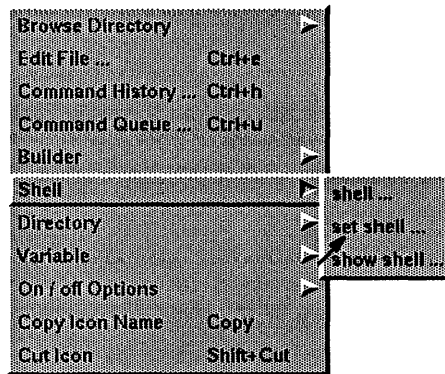 Browse Directory
Edit File ... Ctrl+e
Command History ... Ctrl+h
Command Queue ... Ctrl+u
Builder
Shell
shell ...
Directory
set shell ...
Variable
show shell ...
On / off Options
Copy Icon Name Copy
Cut Icon Shift+Cut